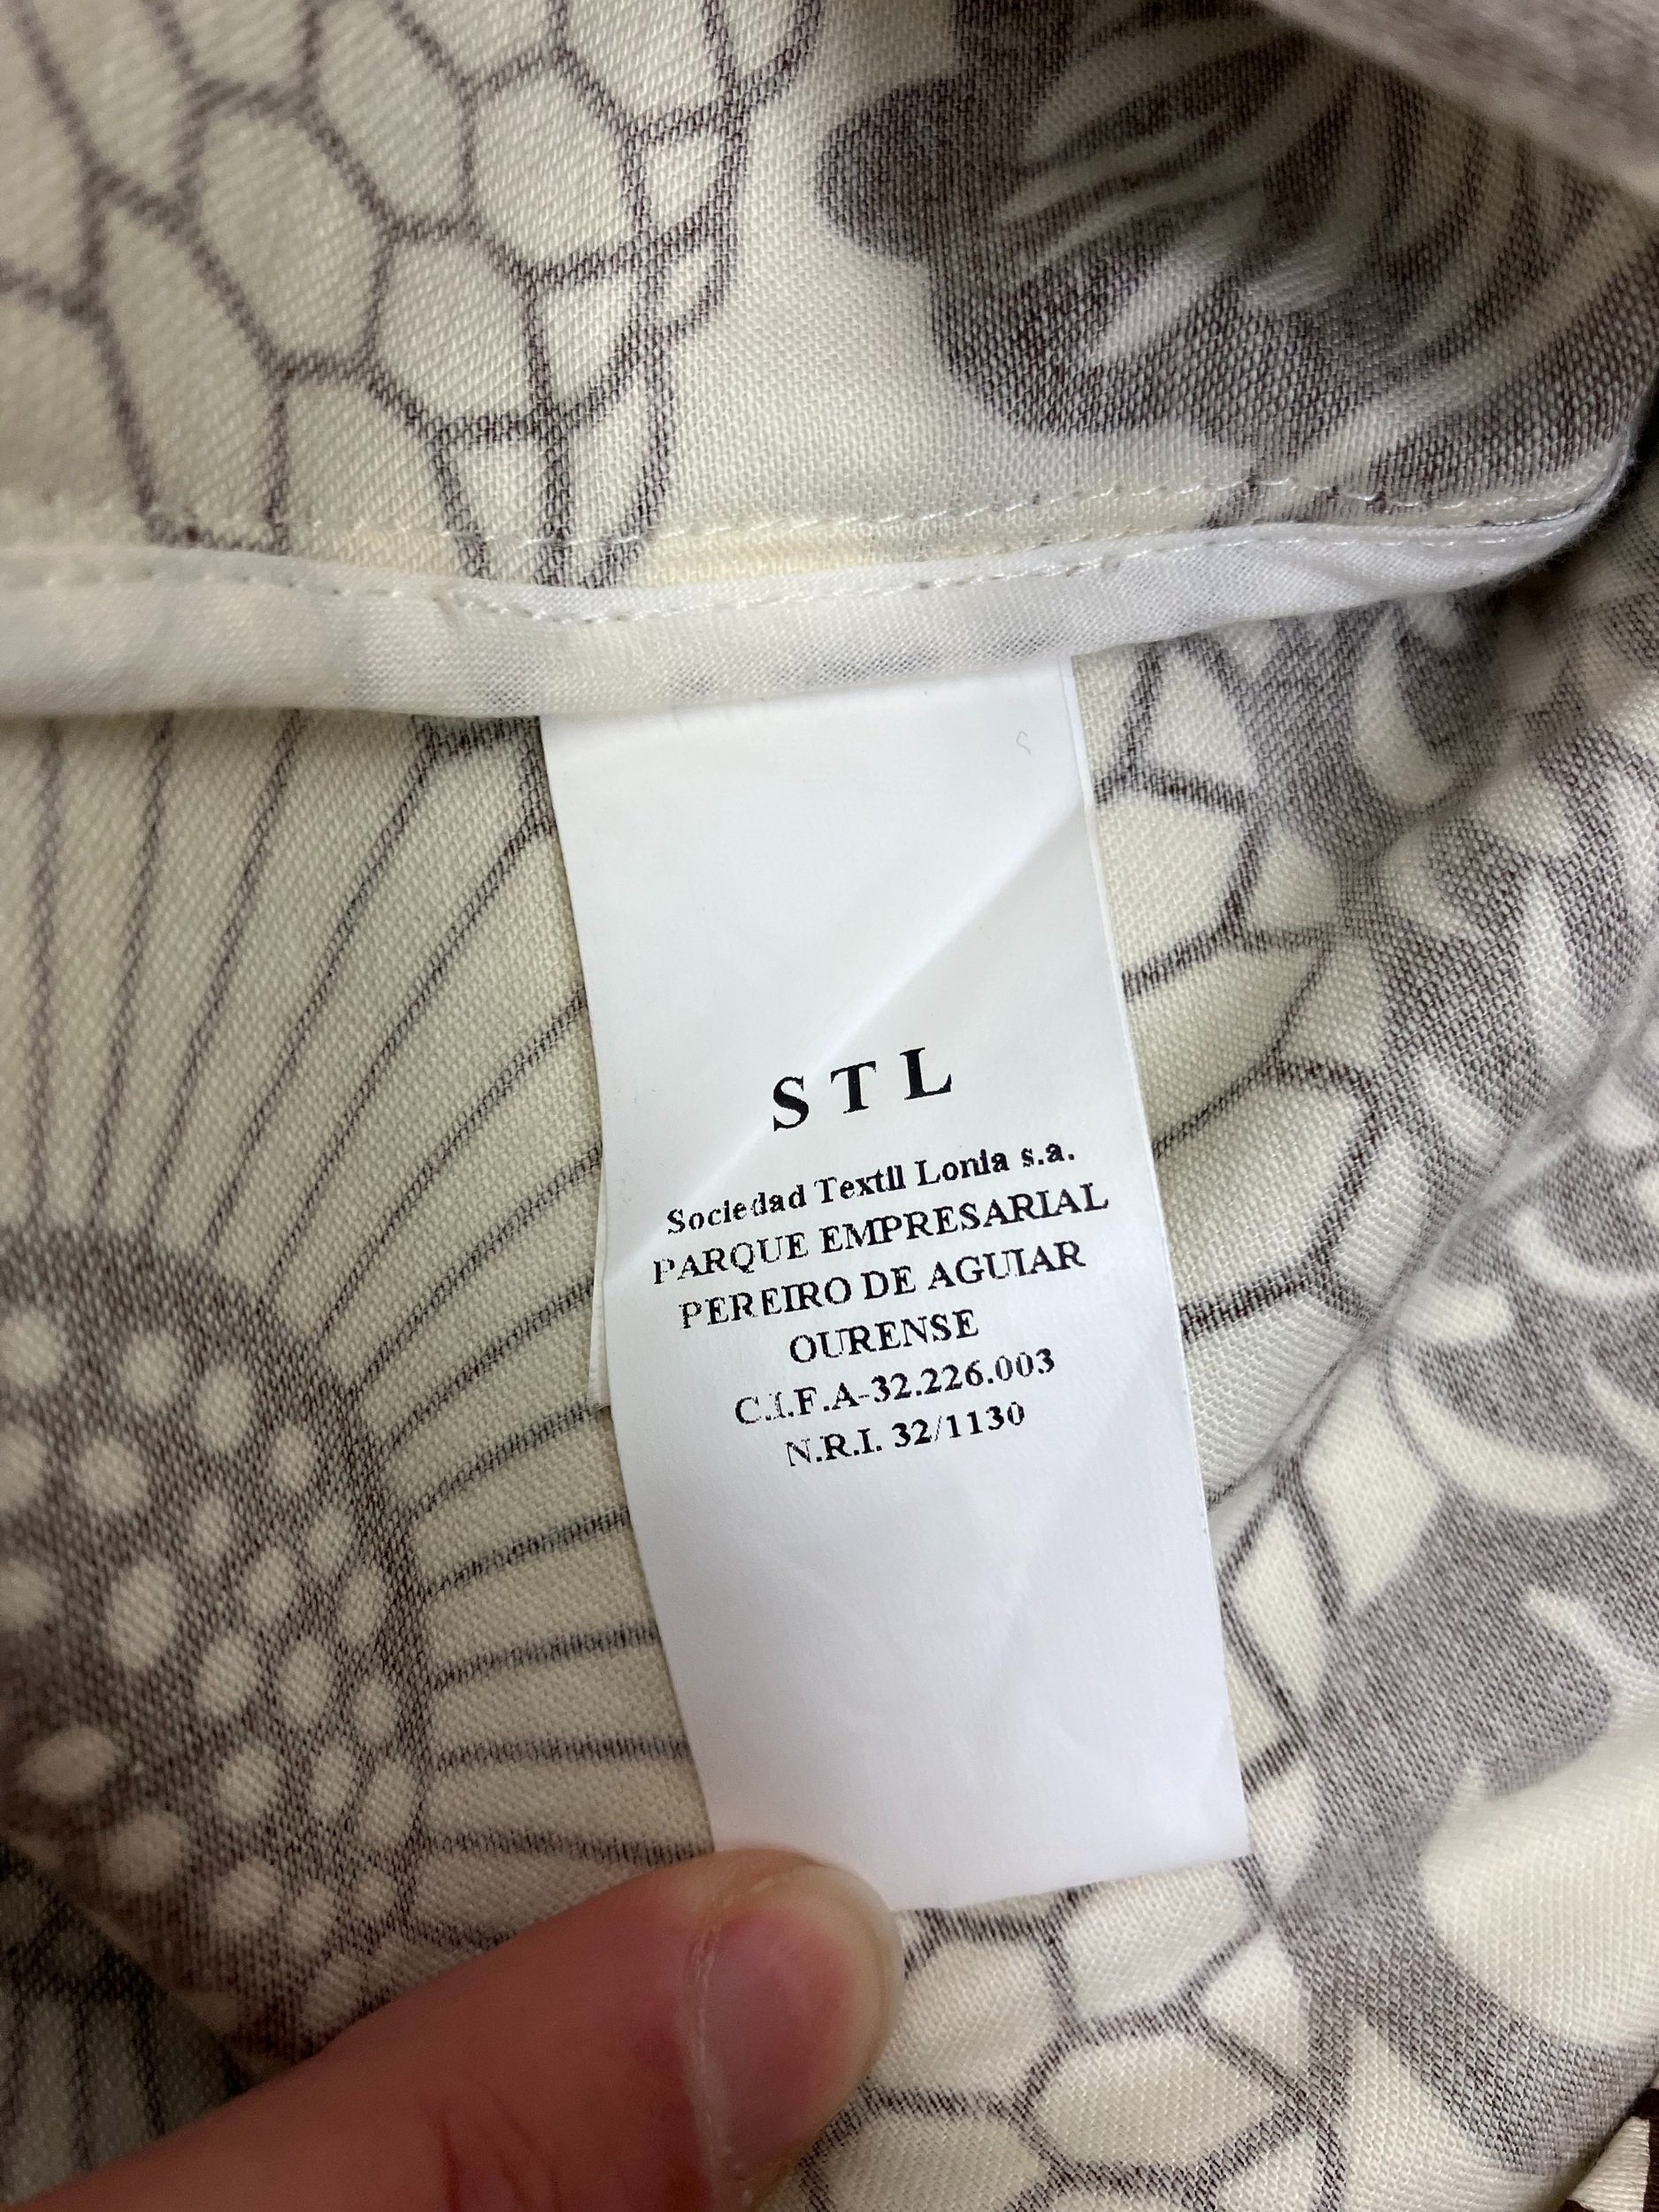 STL
Sociedad Textil Lonia s.a.
PARQUE EMPRESARIAL
PEREIRO DE AGUIAR
OURENSE
C.I.F.A-32.226.003
N.R.I. 32/1130